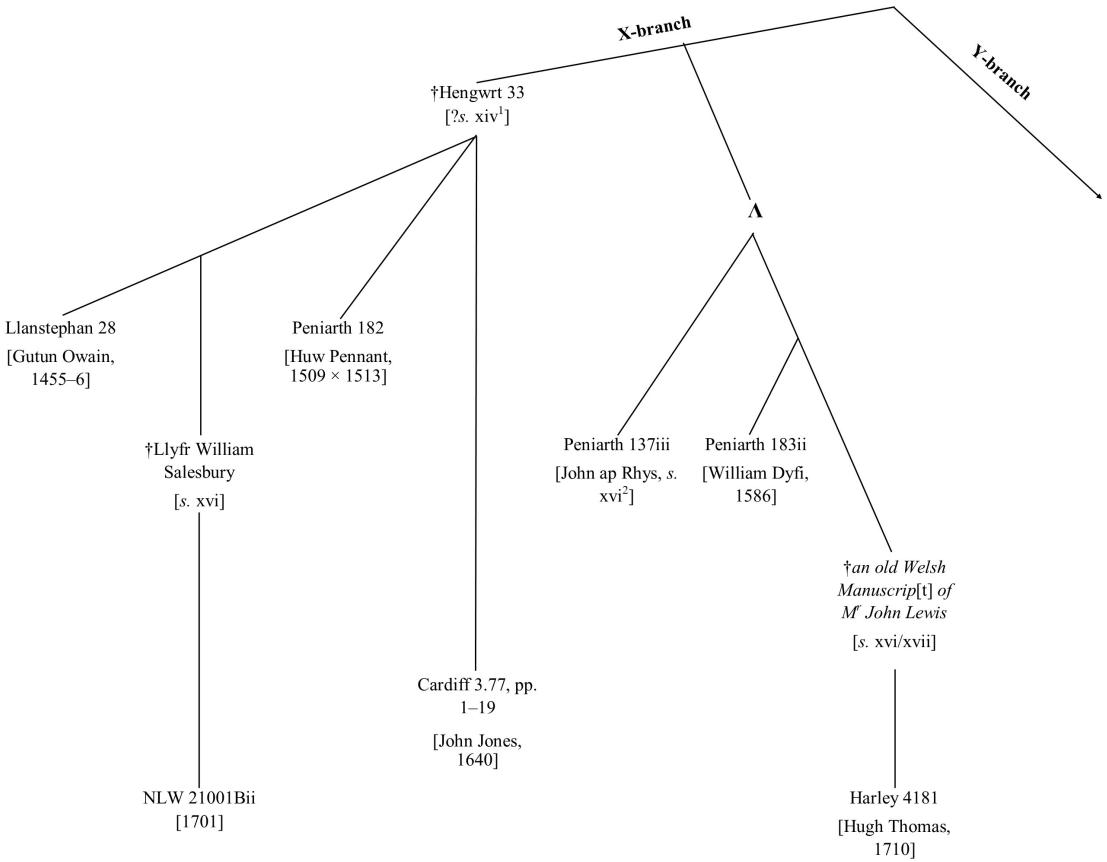 X-branch
Y-branch
†Hengwrt 33
[?s. xiv¹]
Λ
Llanstephan 28
[Gutun Owain,
1455–6]
Peniarth 182
[Huw Pennant,
1509 × 1513]
†Llyfr William
Salesbury
[s. xvi]
Peniarth 137iii
[John ap Rhys, s.
xvi²]
Peniarth 183ii
[William Dyfi,
1586]
†an old Welsh
Manuscrip[t] of
Mʳ John Lewis
[s. xvi/xvii]
Cardiff 3.77, pp.
1–19
[John Jones,
1640]
NLW 21001Bii
[1701]
Harley 4181
[Hugh Thomas,
1710]